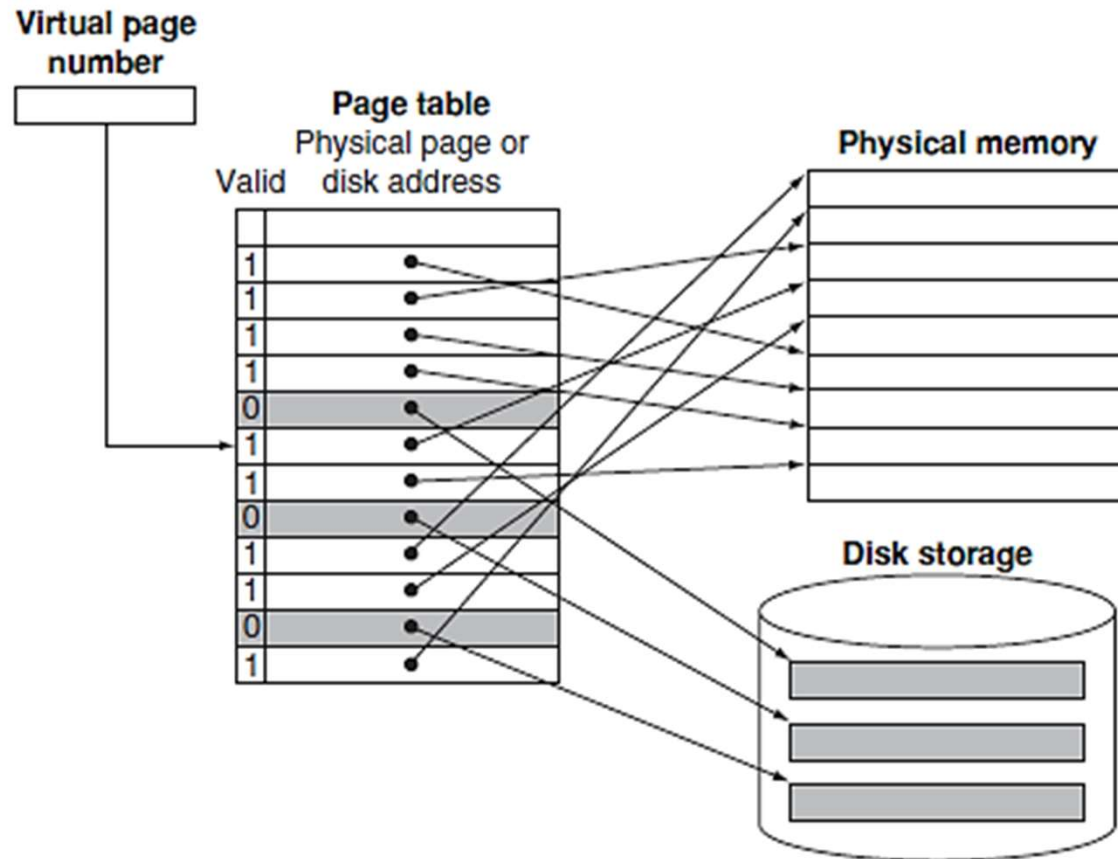 Virtual page
number
Page table
Physical page or
Valid disk address
Physical memory
1
1
1
1
0
1
1
0
1
1
0
1
Disk storage